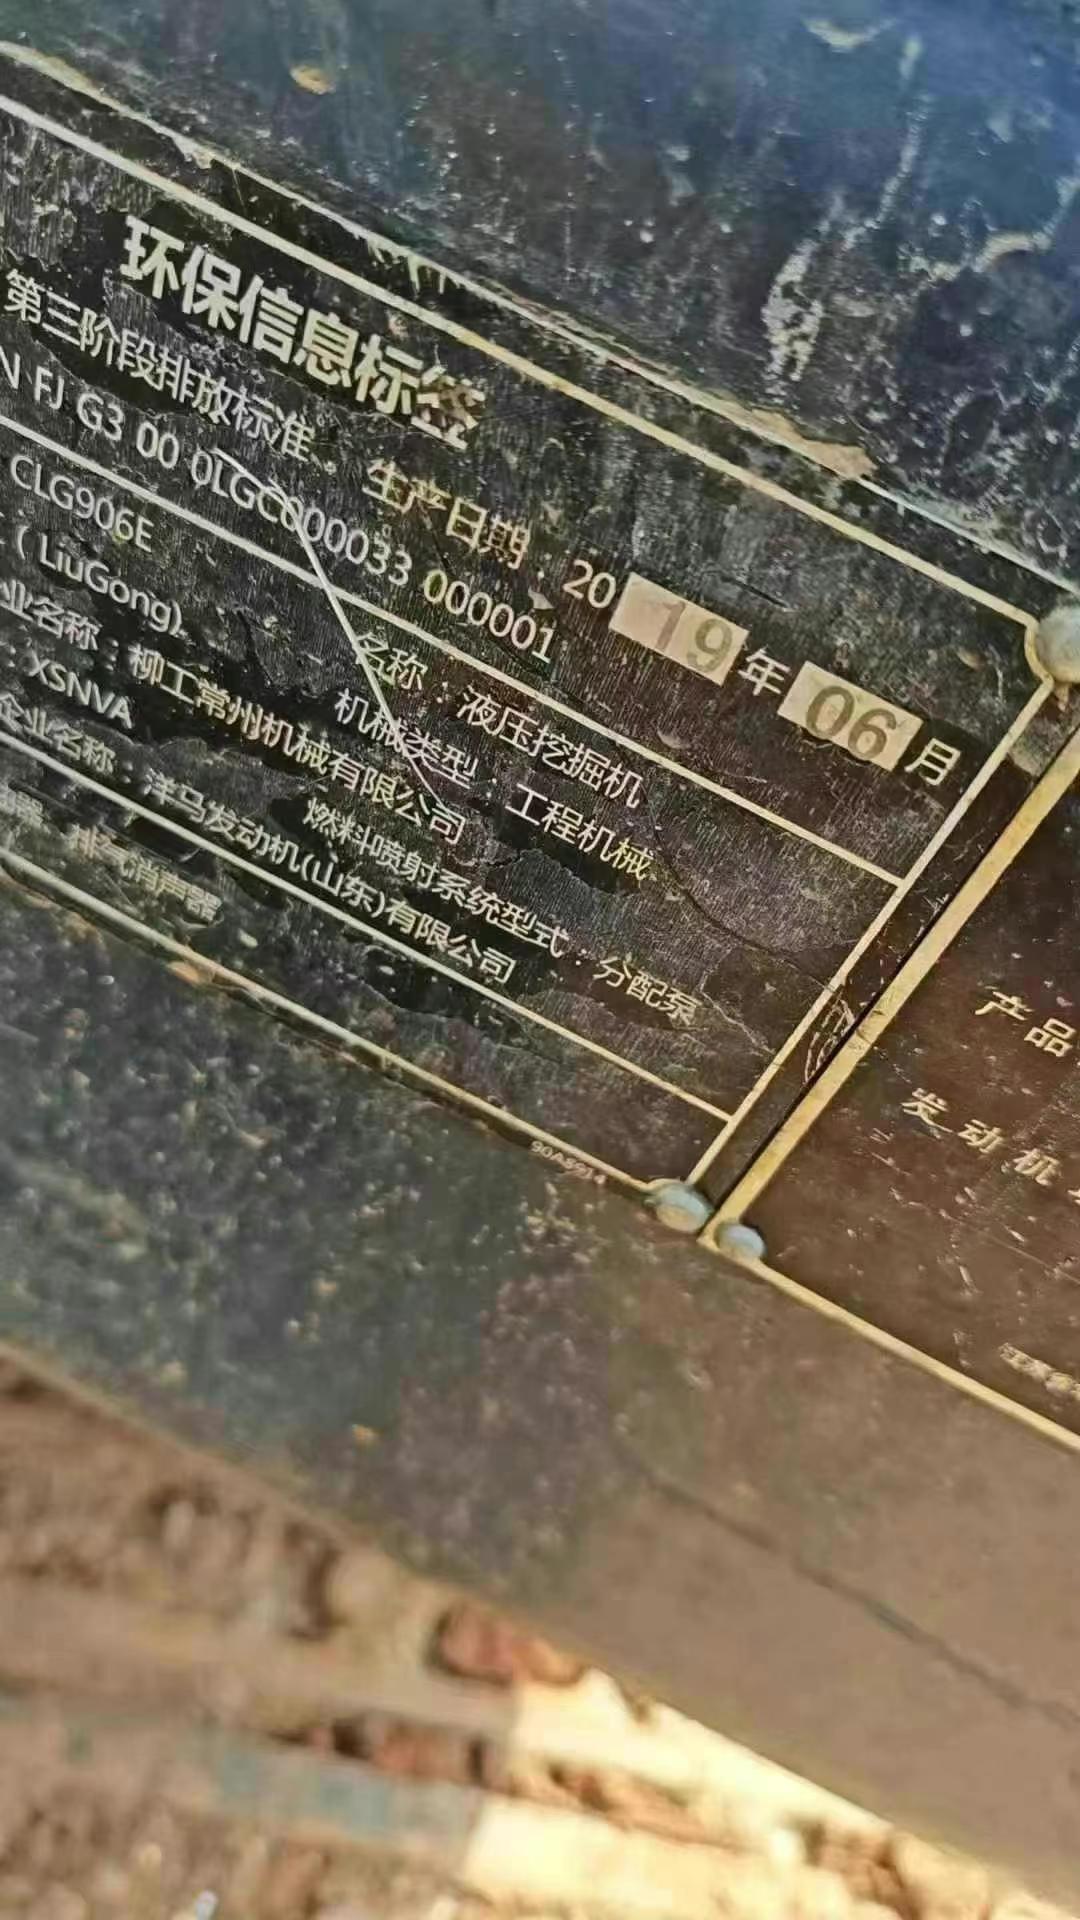 环保信息标签
第三阶段排放标准 生产日期：2019年06月
N FJ G3 00 0LGC000033 000001
CLG906E 名称：液压挖掘机
(LiuGong) 机械类型：工程机械
业名称：柳工常州机械有限公司
：XSNVA 燃料喷射系统型式：分配泵
企业名称：洋马发动机(山东)有限公司
器、排气消声器
产品
发动机